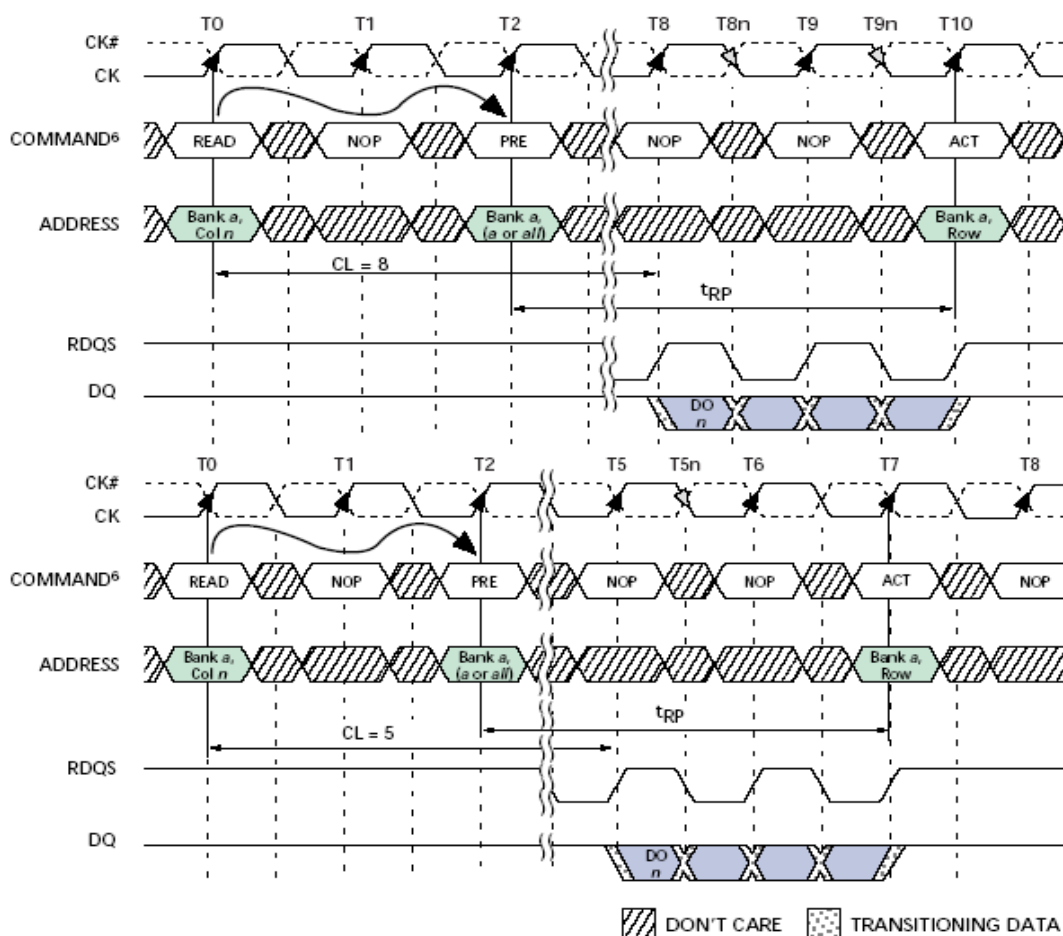 T0 T1 T2 T8 T8n T9 T9n T10
CK#
CK
COMMAND6 READ NOP PRE NOP NOP ACT
ADDRESS Bank a, Col n Bank a, (a or all) Bank a, Row
CL = 8
tRP
RDQS
DQ
DO n
T0 T1 T2 T5 T5n T6 T7 T8
CK#
CK
COMMAND6 READ NOP PRE NOP NOP ACT NOP
ADDRESS Bank a, Col n Bank a, (a or all) Bank a, Row
tRP
CL = 5
RDQS
DQ
DO n
DON'T CARE TRANSITIONING DATA